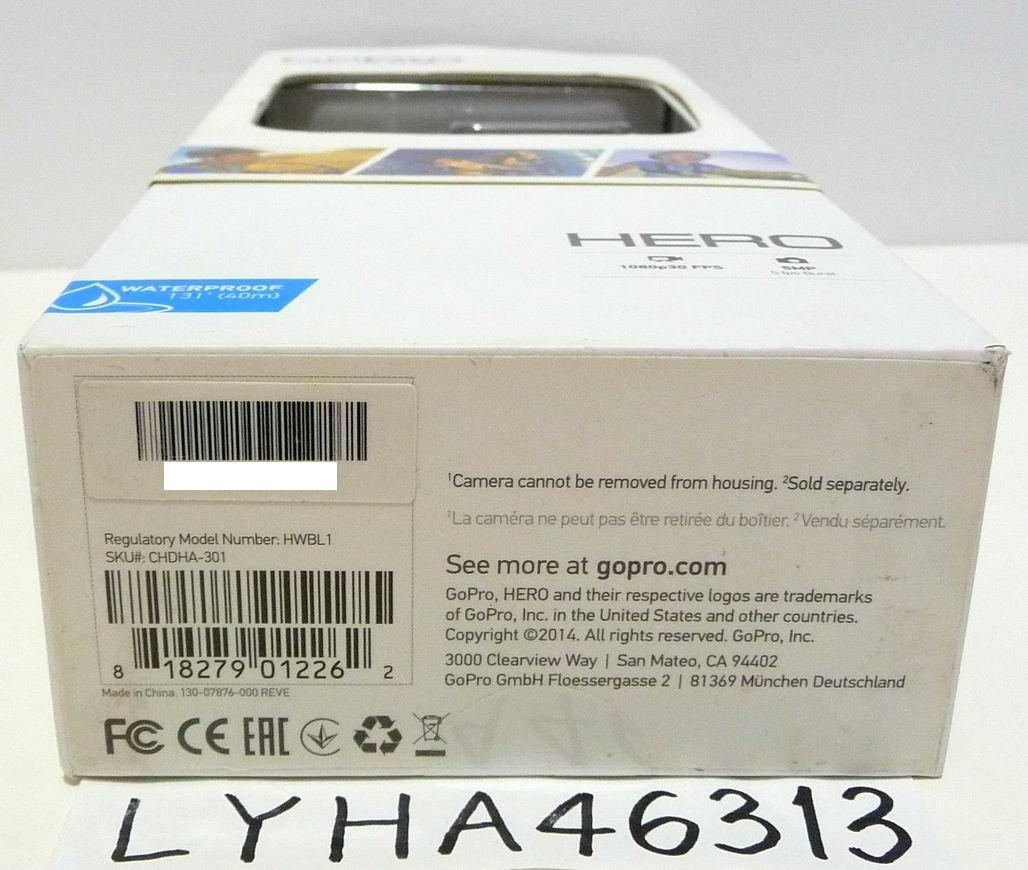 HERO
1080p30 FPS
5MP
5 fps Burst
WATERPROOF
131' (40m)
¹Camera cannot be removed from housing. ²Sold separately.
¹La caméra ne peut pas être retirée du boîtier. ²Vendu séparément.
Regulatory Model Number: HWBL1
SKU#: CHDHA-301
8 18279 01226 2
Made in China. 130-07876-000 REVE
See more at gopro.com
GoPro, HERO and their respective logos are trademarks
of GoPro, Inc. in the United States and other countries.
Copyright ©2014. All rights reserved. GoPro, Inc.
3000 Clearview Way | San Mateo, CA 94402
GoPro GmbH Floessergasse 2 | 81369 München Deutschland
FC CE EAC
LYHA46313